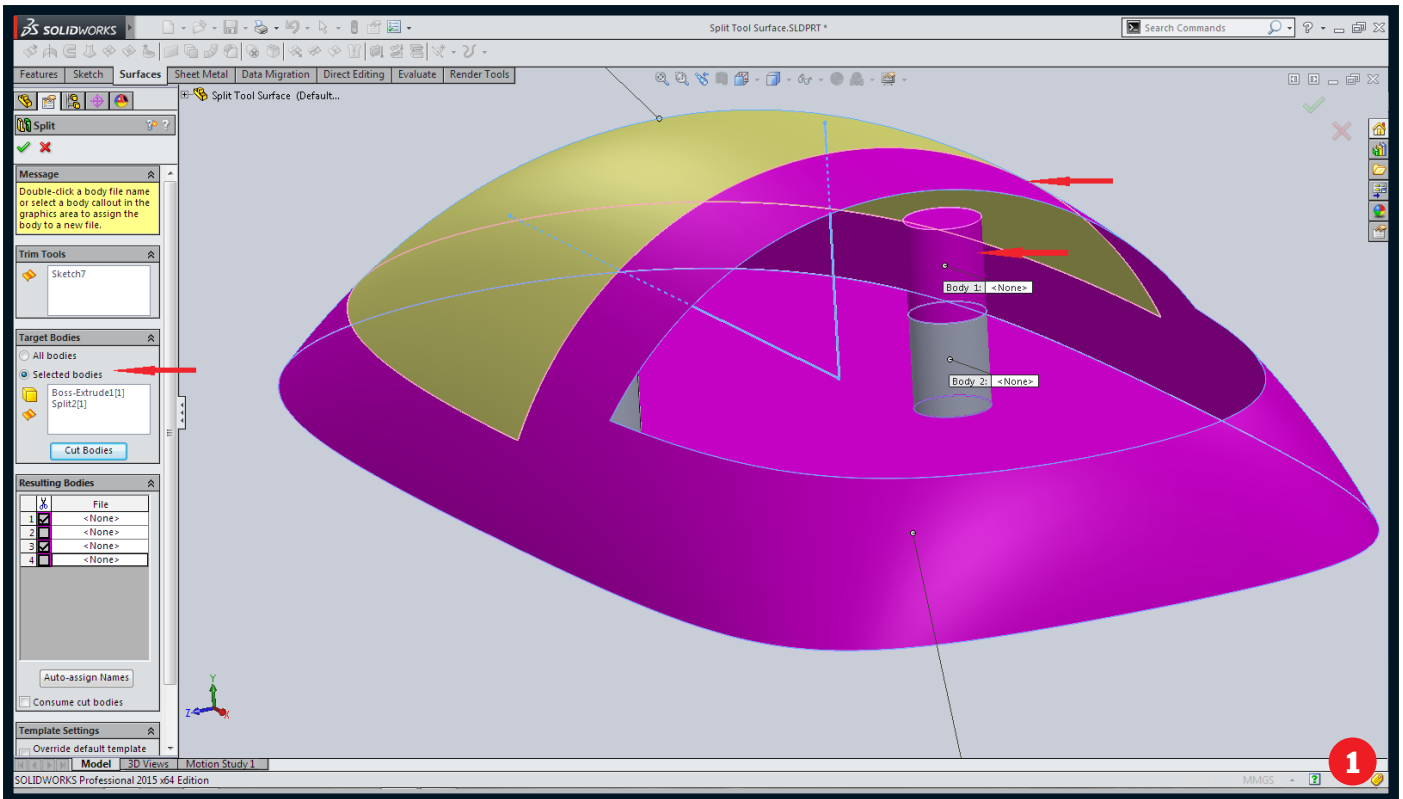 SOLIDWORKS
Split Tool Surface.SLDPRT *
Search Commands
Features Sketch Surfaces Sheet Metal Data Migration Direct Editing Evaluate Render Tools
Split Tool Surface (Default...
Split
Message
Double-click a body file name
or select a body callout in the
graphics area to assign the
body to a new file.
Trim Tools
Sketch7
Target Bodies
All bodies
Selected bodies
Boss-Extrude1[1]
Split2[1]
Cut Bodies
Resulting Bodies
File
1 <None>
2 <None>
3 <None>
4 <None>
Auto-assign Names
Consume cut bodies
Template Settings
Override default template
Body 1: <None>
Body 2: <None>
Y
Z
X
Model 3D Views Motion Study 1
SOLIDWORKS Professional 2015 x64 Edition
MMGS
1